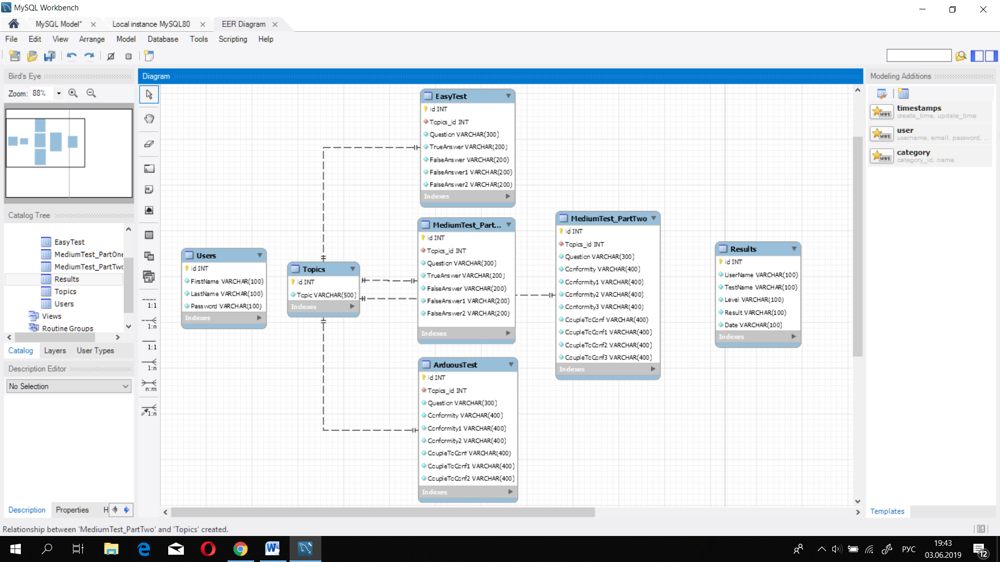 MySQL Workbench
MySQL Model*
Local instance MySQL80
EER Diagram
File Edit View Arrange Model Database Tools Scripting Help
Bird's Eye
Zoom: 88%
Catalog Tree
EasyTest
MediumTest_PartOne
MediumTest_PartTwo
Results
Topics
Users
Views
Routine Groups
Catalog Layers User Types
Description Editor
No Selection
Description Properties H
1:1
1:n
1:1
1:n
n:m
1:n
Diagram
EasyTest
id INT
Topics_id INT
Question VARCHAR(300)
TrueAnswer VARCHAR(200)
FalseAnswer VARCHAR(200)
FalseAnswer1 VARCHAR(200)
FalseAnswer2 VARCHAR(200)
Indexes
Users
id INT
FirstName VARCHAR(100)
LastName VARCHAR(100)
Password VARCHAR(100)
Indexes
Topics
id INT
Topic VARCHAR(500)
Indexes
MediumTest_Part...
id INT
Topics_id INT
Question VARCHAR(300)
TrueAnswer VARCHAR(200)
FalseAnswer VARCHAR(200)
FalseAnswer1 VARCHAR(200)
FalseAnswer2 VARCHAR(200)
Indexes
MediumTest_PartTwo
id INT
Topics_id INT
Question VARCHAR(300)
Conformity VARCHAR(400)
Conformity1 VARCHAR(400)
Conformity2 VARCHAR(400)
Conformity3 VARCHAR(400)
CoupleToConf VARCHAR(400)
CoupleToConf1 VARCHAR(400)
CoupleToConf2 VARCHAR(400)
CoupleToConf3 VARCHAR(400)
Indexes
Results
id INT
UserName VARCHAR(100)
TestName VARCHAR(100)
Level VARCHAR(100)
Result VARCHAR(100)
Date VARCHAR(100)
Indexes
ArduousTest
id INT
Topics_id INT
Question VARCHAR(300)
Conformity VARCHAR(400)
Conformity1 VARCHAR(400)
Conformity2 VARCHAR(400)
CoupleToConf VARCHAR(400)
CoupleToConf1 VARCHAR(400)
CoupleToConf2 VARCHAR(400)
Indexes
Modeling Additions
timestamps
create_time, update_time
user
username, email, password, ...
category
category_id, name
Templates
Relationship between 'MediumTest_PartTwo' and 'Topics' created.
РУС
19:43
03.06.2019
12